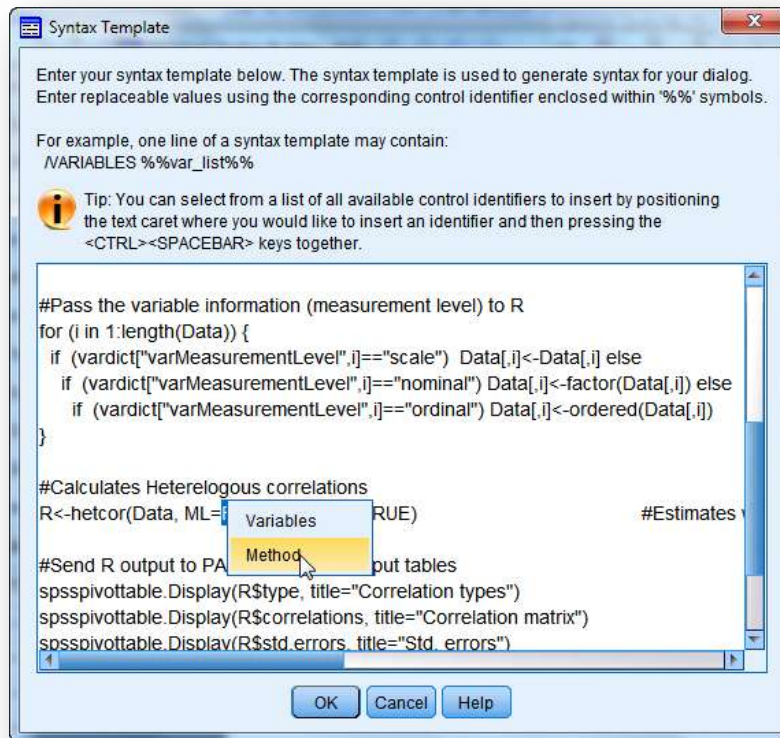 Syntax Template
Enter your syntax template below. The syntax template is used to generate syntax for your dialog.
Enter replaceable values using the corresponding control identifier enclosed within '%%' symbols.
For example, one line of a syntax template may contain:
/VARIABLES %%var_list%%
Tip: You can select from a list of all available control identifiers to insert by positioning
the text caret where you would like to insert an identifier and then pressing the
<CTRL><SPACEBAR> keys together.
#Pass the variable information (measurement level) to R
for (i in 1:length(Data)) {
if (vardict["varMeasurementLevel",i]=="scale") Data[,i]<-Data[,i] else
if (vardict["varMeasurementLevel",i]=="nominal") Data[,i]<-factor(Data[,i]) else
if (vardict["varMeasurementLevel",i]=="ordinal") Data[,i]<-ordered(Data[,i])
}
#Calculates Heterelogous correlations
R<-hetcor(Data, ML= RUE) #Estimates
Variables
Method
#Send R output to PA put tables
spsspivottable.Display(R$type, title="Correlation types")
spsspivottable.Display(R$correlations, title="Correlation matrix")
spsspivottable.Display(R$std.errors, title="Std. errors")
OK Cancel Help